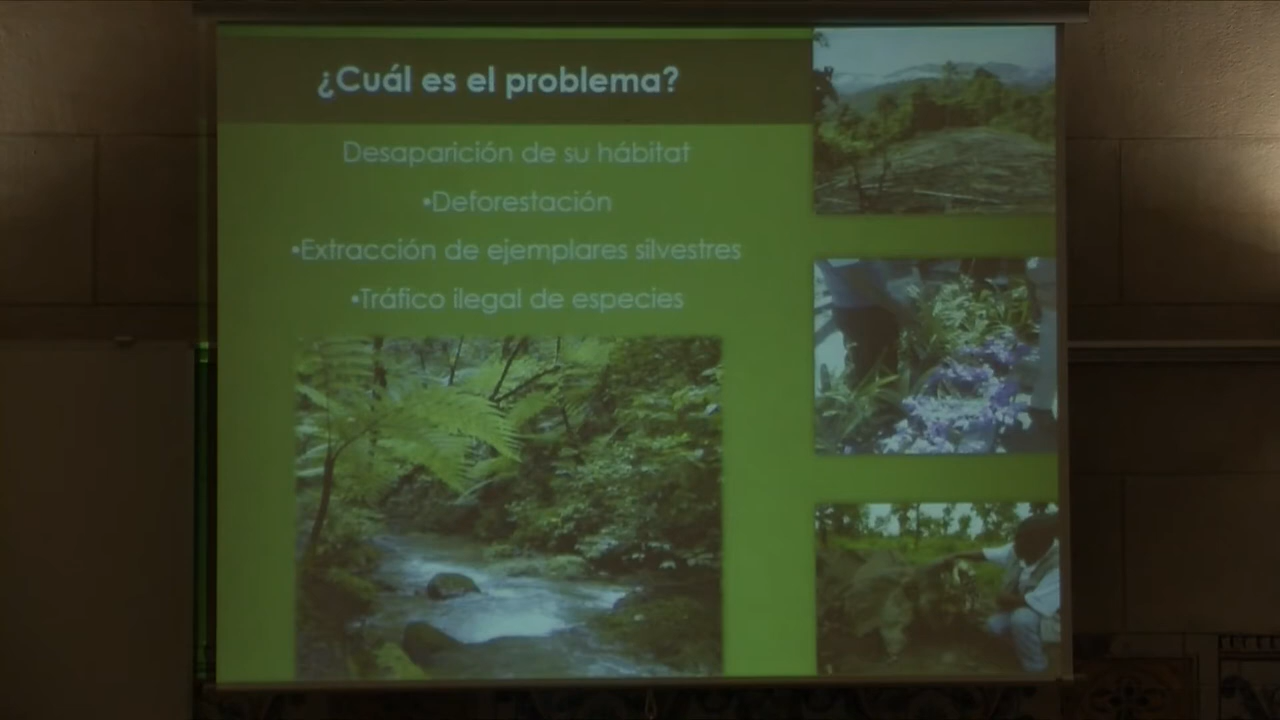 ¿Cuál es el problema?
Desaparición de su hábitat
•Deforestación
•Extracción de ejemplares silvestres
•Tráfico ilegal de especies